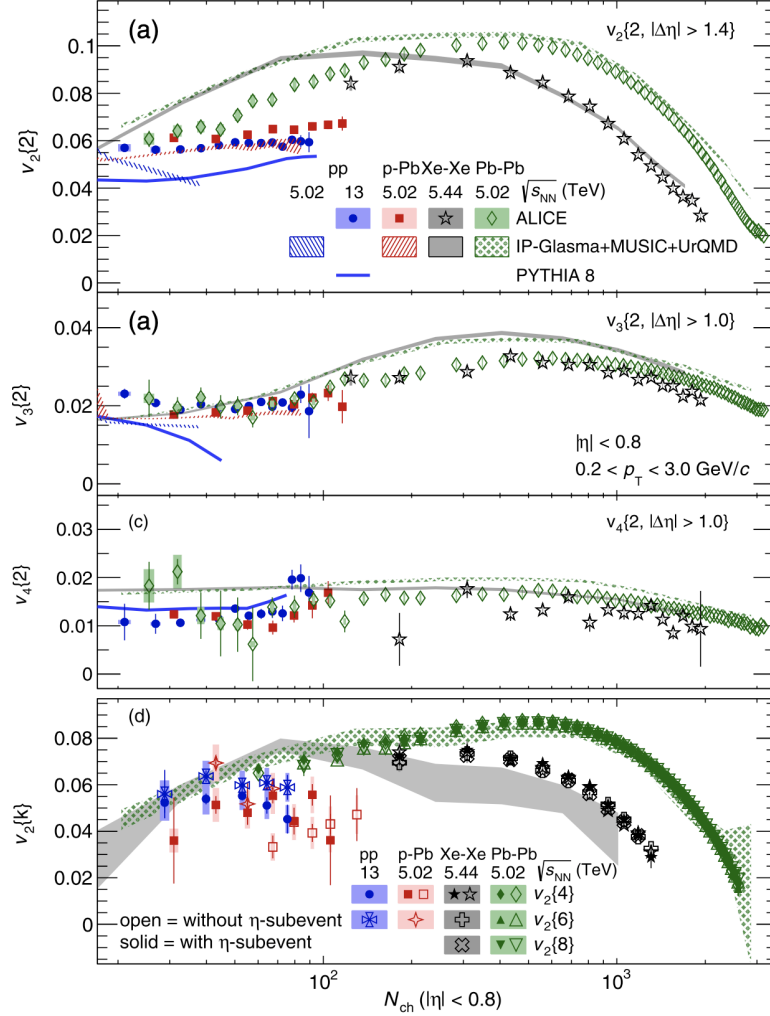 (a)
v₂{2, |Δη| > 1.4}
0.1
0.08
0.06
0.04
0.02
0
v₂{2}
pp p-Pb Xe-Xe Pb-Pb
5.02 13 5.02 5.44 5.02 √s_NN (TeV)
ALICE
IP-Glasma+MUSIC+UrQMD
PYTHIA 8
(a)
v₃{2, |Δη| > 1.0}
0.04
0.02
0
v₃{2}
|η| < 0.8
0.2 < p_T < 3.0 GeV/c
(c)
v₄{2, |Δη| > 1.0}
0.03
0.02
0.01
0
v₄{2}
(d)
0.08
0.06
0.04
0.02
0
v₂{k}
pp p-Pb Xe-Xe Pb-Pb
13 5.02 5.44 5.02 √s_NN (TeV)
v₂{4}
v₂{6}
v₂{8}
open = without η-subevent
solid = with η-subevent
10² 10³
N_ch (|η| < 0.8)